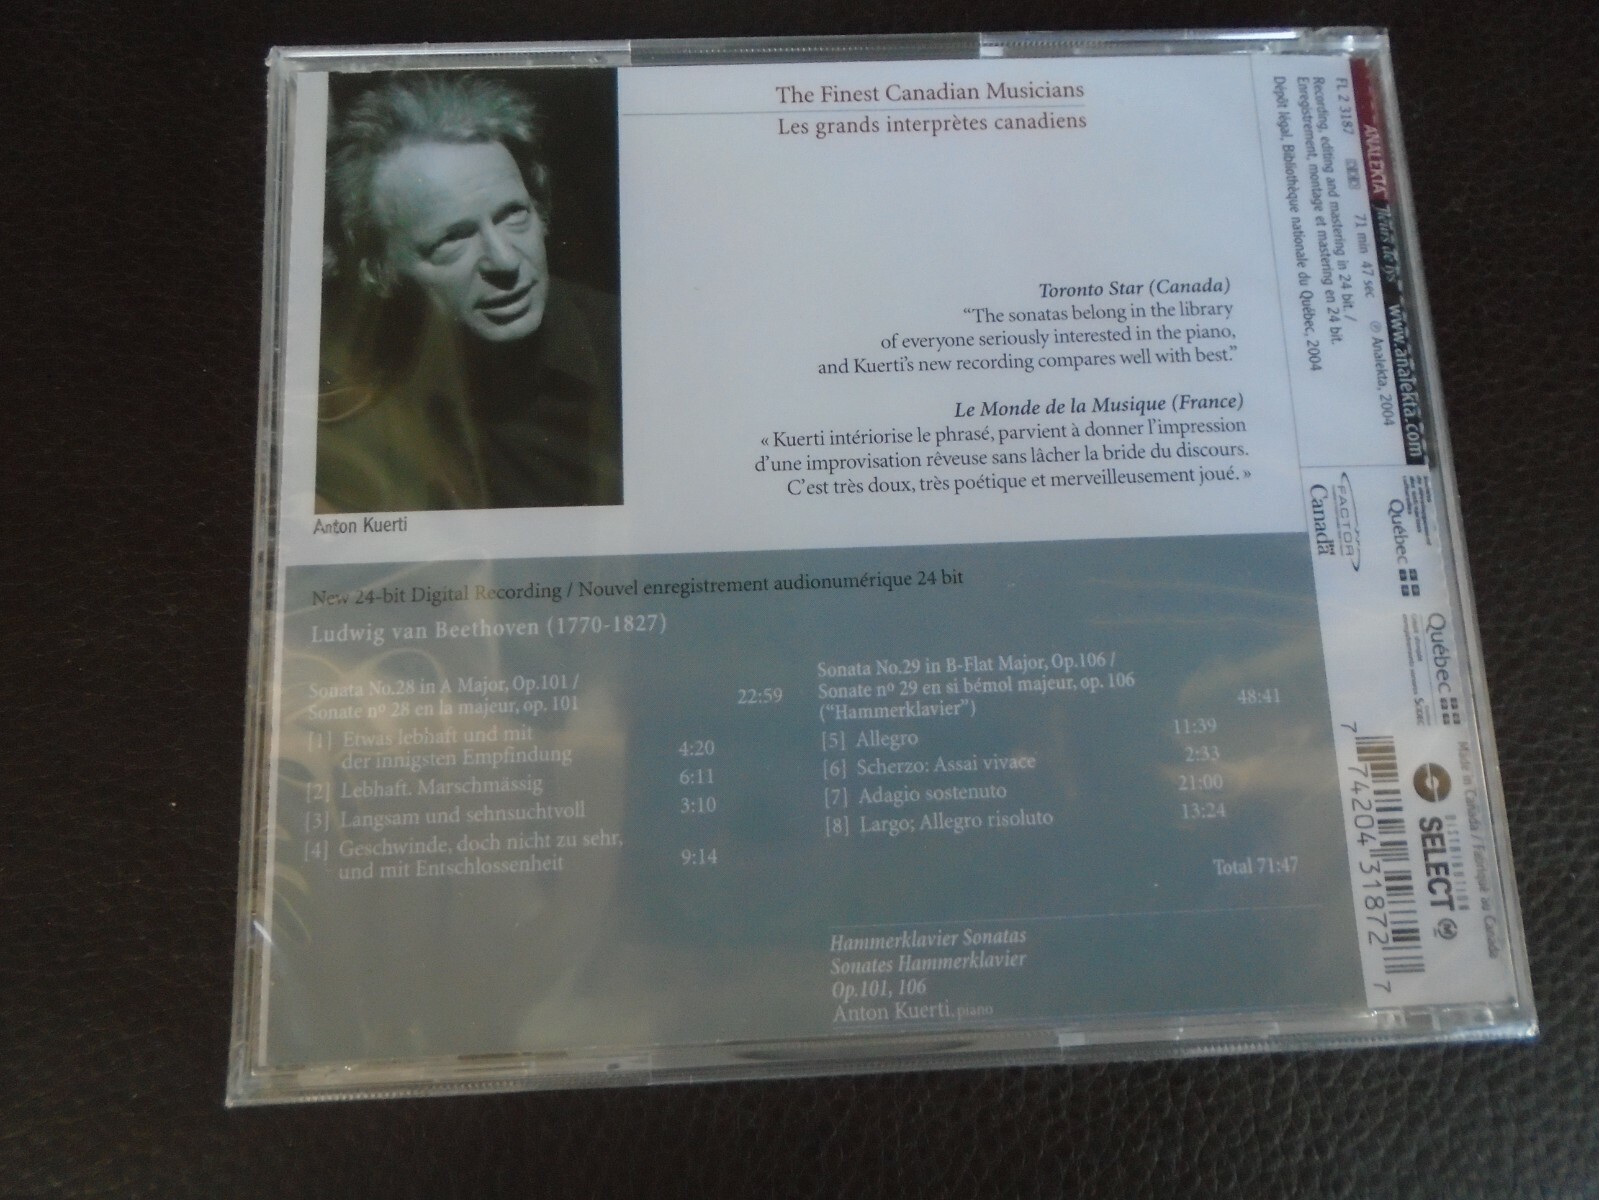 The Finest Canadian Musicians
Les grands interprètes canadiens
Toronto Star (Canada)
“The sonatas belong in the library
of everyone seriously interested in the piano,
and Kuerti's new recording compares well with best.”
Le Monde de la Musique (France)
« Kuerti intériorise le phrasé, parvient à donner l'impression
d'une improvisation rêveuse sans lâcher la bride du discours.
C'est très doux, très poétique et merveilleusement joué. »
Anton Kuerti
New 24-bit Digital Recording / Nouvel enregistrement audionumérique 24 bit
Ludwig van Beethoven (1770-1827)
Sonata No.28 in A Major, Op.101 /
Sonate nº 28 en la majeur, op. 101 22:59
[1] Etwas lebhaft und mit
der innigsten Empfindung 4:20
[2] Lebhaft. Marschmässig 6:11
[3] Langsam und sehnsuchtvoll 3:10
[4] Geschwinde, doch nicht zu sehr,
und mit Entschlossenheit 9:14
Sonata No.29 in B-Flat Major, Op.106 /
Sonate nº 29 en si bémol majeur, op. 106 48:41
(“Hammerklavier”)
[5] Allegro 11:39
[6] Scherzo: Assai vivace 2:33
[7] Adagio sostenuto 21:00
[8] Largo; Allegro risoluto 13:24
Total 71:47
Hammerklavier Sonatas
Sonates Hammerklavier
Op.101, 106
Anton Kuerti, piano
ANALEKTA www.analekta.com
FL 2 3187 71 min 47 sec ℗ Analekta, 2004
Recording, editing and mastering in 24 bit. /
Enregistrement, montage et mastering en 24 bit.
Dépôt légal, Bibliothèque nationale du Québec, 2004
FACTOR
Canada
Québec
Québec
SODEC
DISTRIBUTION
SELECT
Made in Canada / Fabriqué au Canada
7 74204 31872 7